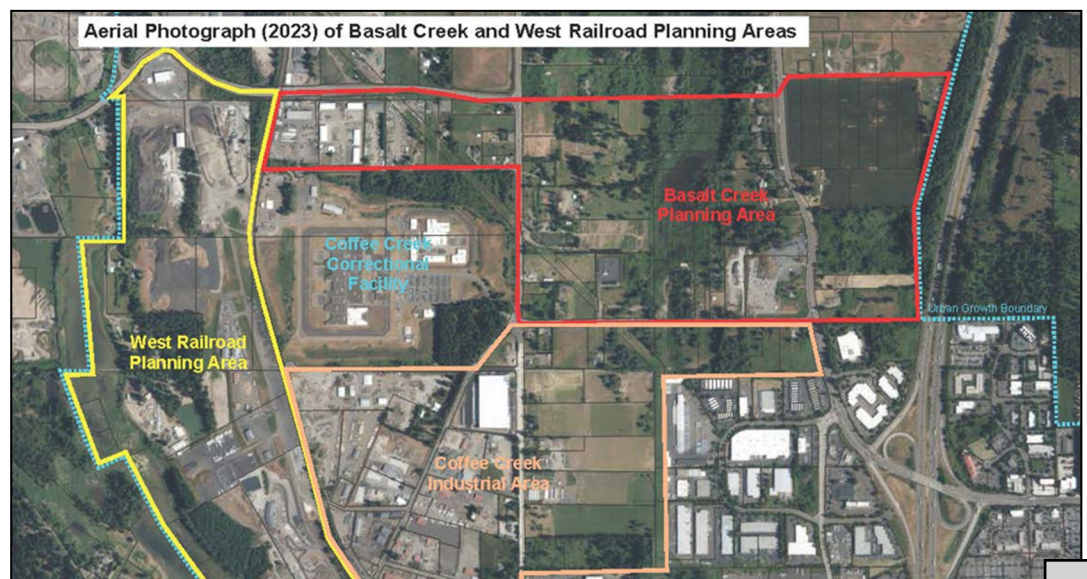 Aerial Photograph (2023) of Basalt Creek and West Railroad Planning Areas
Basalt Creek
Planning Area
Coffee Creek
Correctional
Facility
Urban Growth Boundary
West Railroad
Planning Area
Coffee Creek
Industrial Area